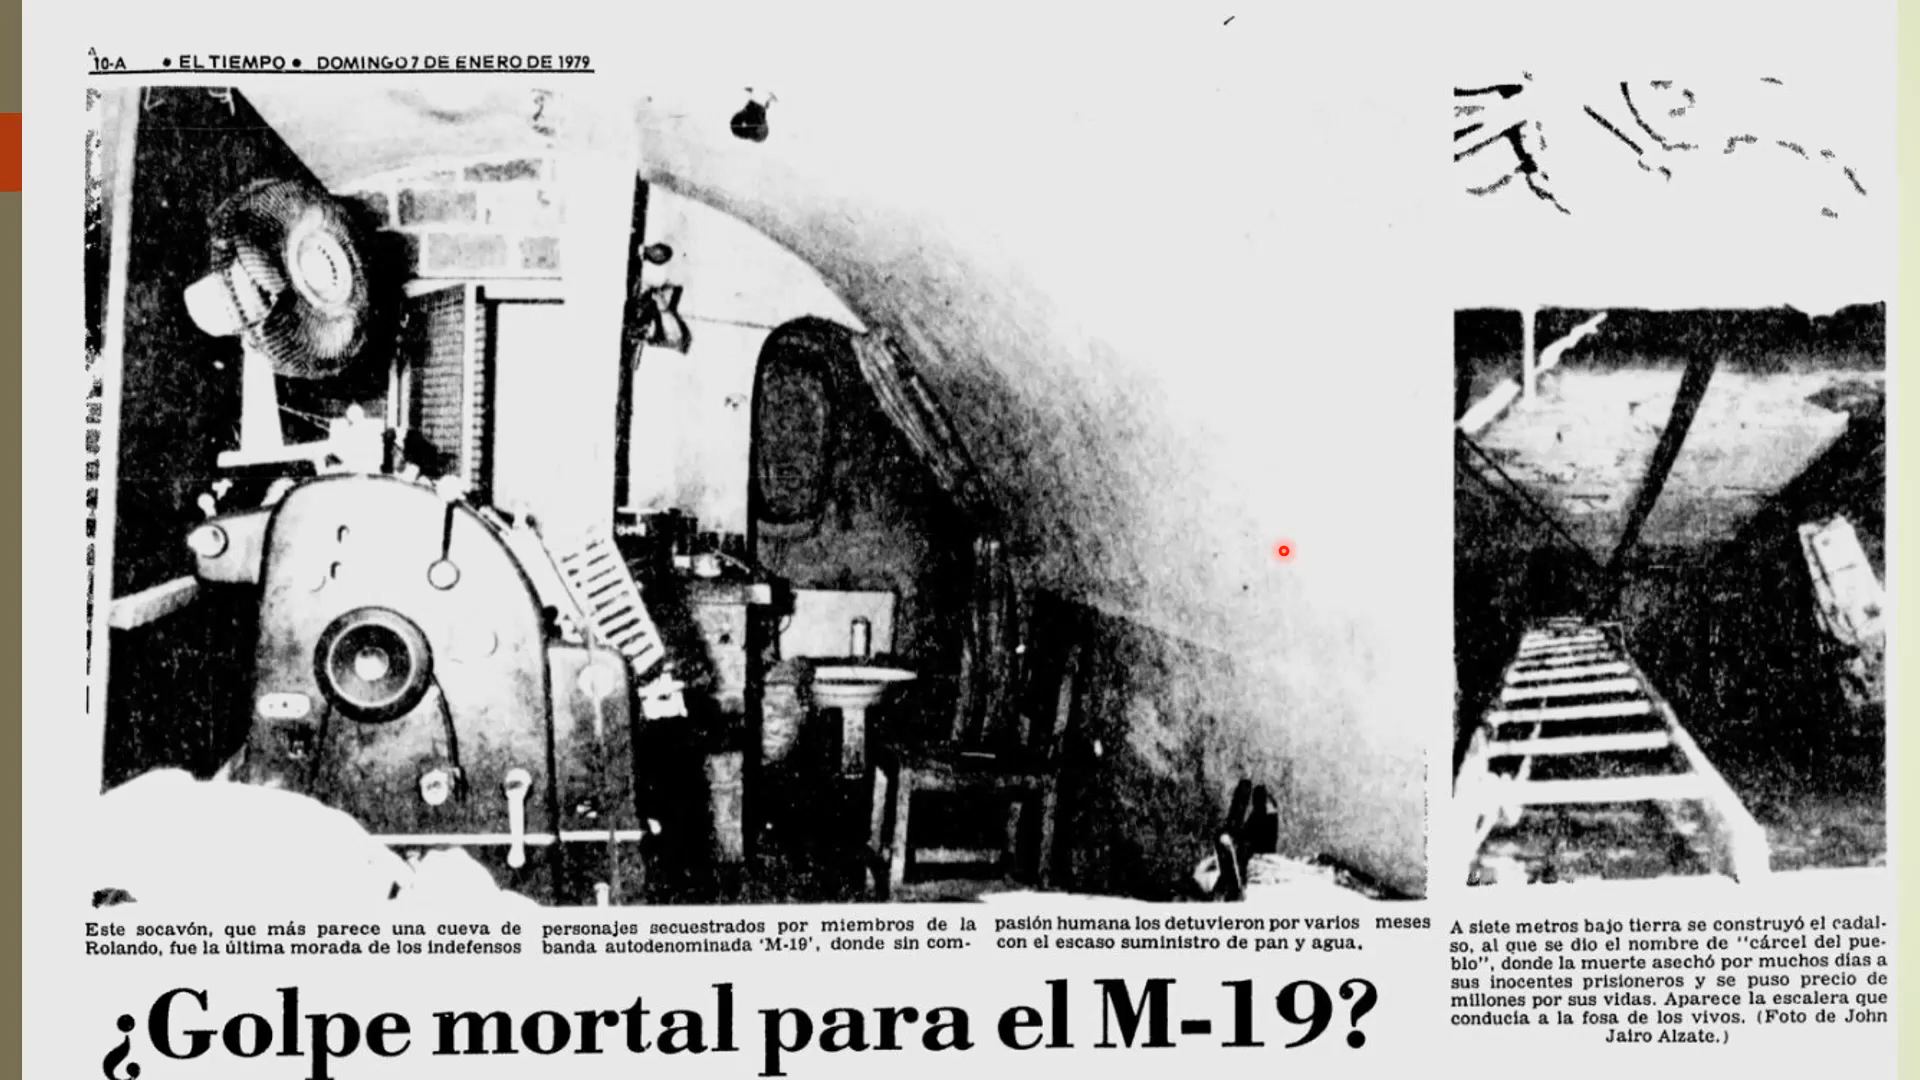 10-A • EL TIEMPO • DOMINGO 7 DE ENERO DE 1979
Este socavón, que más parece una cueva de
Rolando, fue la última morada de los indefensos
personajes secuestrados por miembros de la
banda autodenominada 'M-19', donde sin com-
pasión humana los detuvieron por varios meses
con el escaso suministro de pan y agua.
A siete metros bajo tierra se construyó el cadal-
so, al que se dio el nombre de "cárcel del pue-
blo", donde la muerte asechó por muchos días a
sus inocentes prisioneros y se puso precio de
millones por sus vidas. Aparece la escalera que
conducía a la fosa de los vivos. (Foto de John
Jairo Alzate.)
¿Golpe mortal para el M-19?